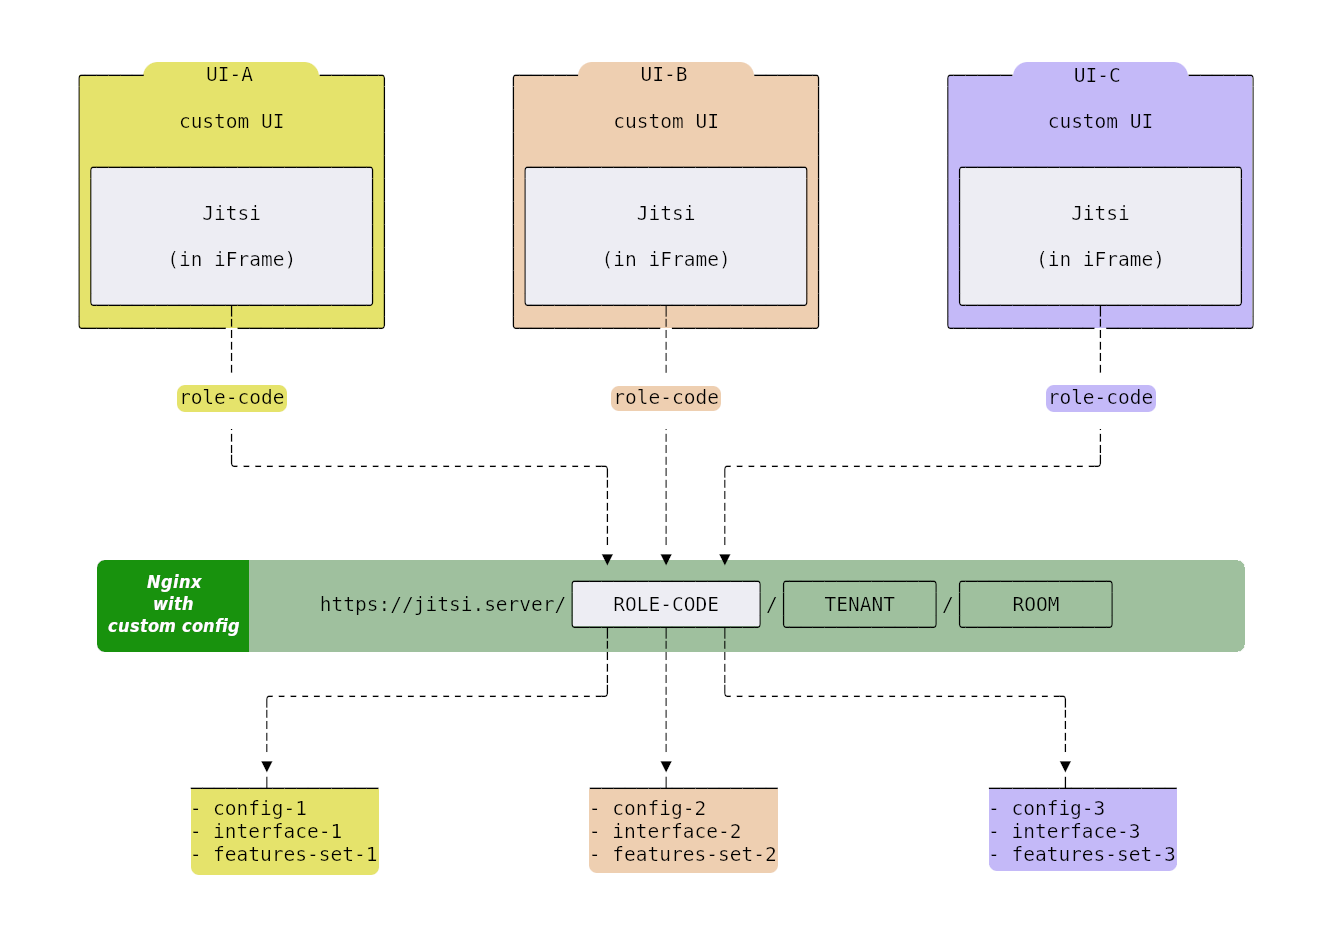 UI-A
custom UI
Jitsi
(in iFrame)
UI-B
custom UI
Jitsi
(in iFrame)
UI-C
custom UI
Jitsi
(in iFrame)
role-code
role-code
role-code
Nginx
with
custom config
https://jitsi.server/ ROLE-CODE / TENANT / ROOM
- config-1
- interface-1
- features-set-1
- config-2
- interface-2
- features-set-2
- config-3
- interface-3
- features-set-3